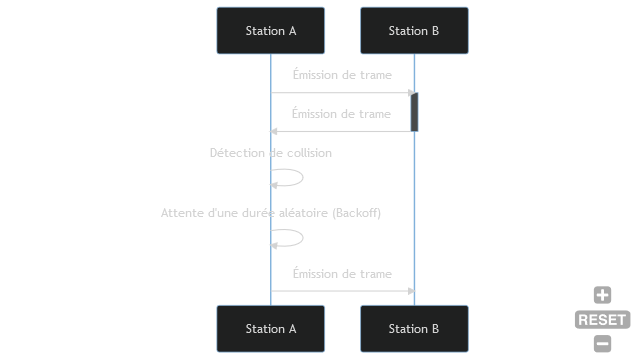 Station A
Station B
Émission de trame
Émission de trame
Détection de collision
Attente d'une durée aléatoire (Backoff)
Émission de trame
Station A
Station B
RESET